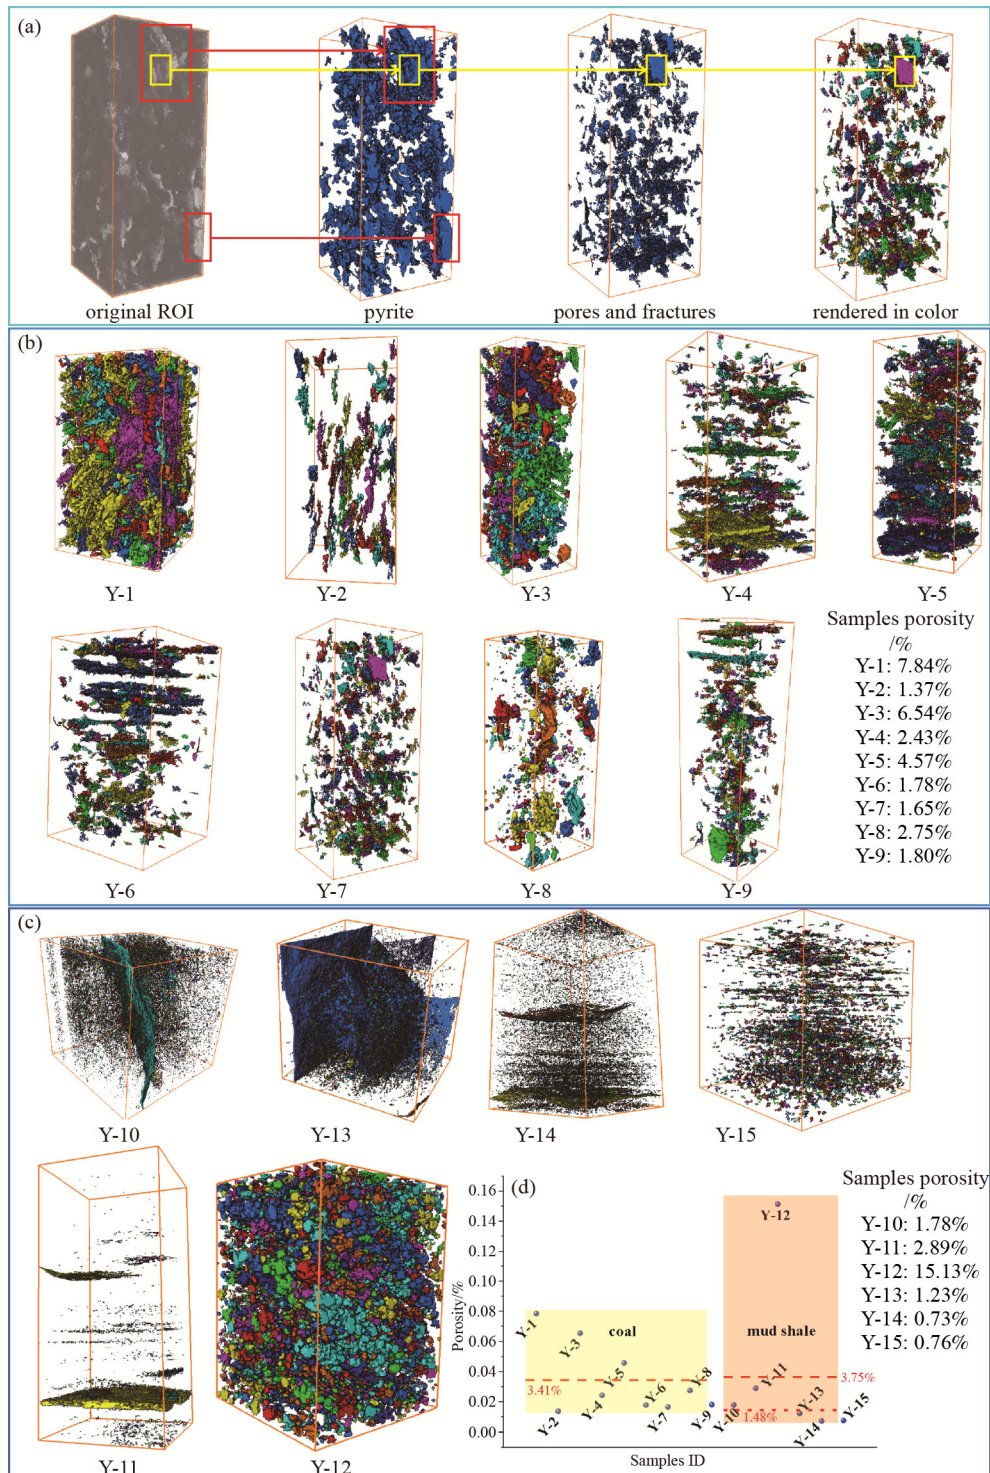 (a)
original ROI
pyrite
pores and fractures
rendered in color
(b)
Y-1
Y-2
Y-3
Y-4
Y-5
Samples porosity
/%
Y-1: 7.84%
Y-2: 1.37%
Y-3: 6.54%
Y-4: 2.43%
Y-5: 4.57%
Y-6: 1.78%
Y-7: 1.65%
Y-8: 2.75%
Y-9: 1.80%
Y-6
Y-7
Y-8
Y-9
(c)
Y-10
Y-13
Y-14
Y-15
Y-11
Y-12
(d)
Porosity/%
0.16
0.14
0.12
0.10
0.08
0.06
0.04
0.02
0.00
coal
mud shale
Y-1
Y-2
Y-3
Y-4
Y-5
Y-6
Y-7
Y-8
Y-9
Y-10
Y-11
Y-12
Y-13
Y-14
Y-15
3.41%
3.75%
1.48%
Samples ID
Samples porosity
/%
Y-10: 1.78%
Y-11: 2.89%
Y-12: 15.13%
Y-13: 1.23%
Y-14: 0.73%
Y-15: 0.76%